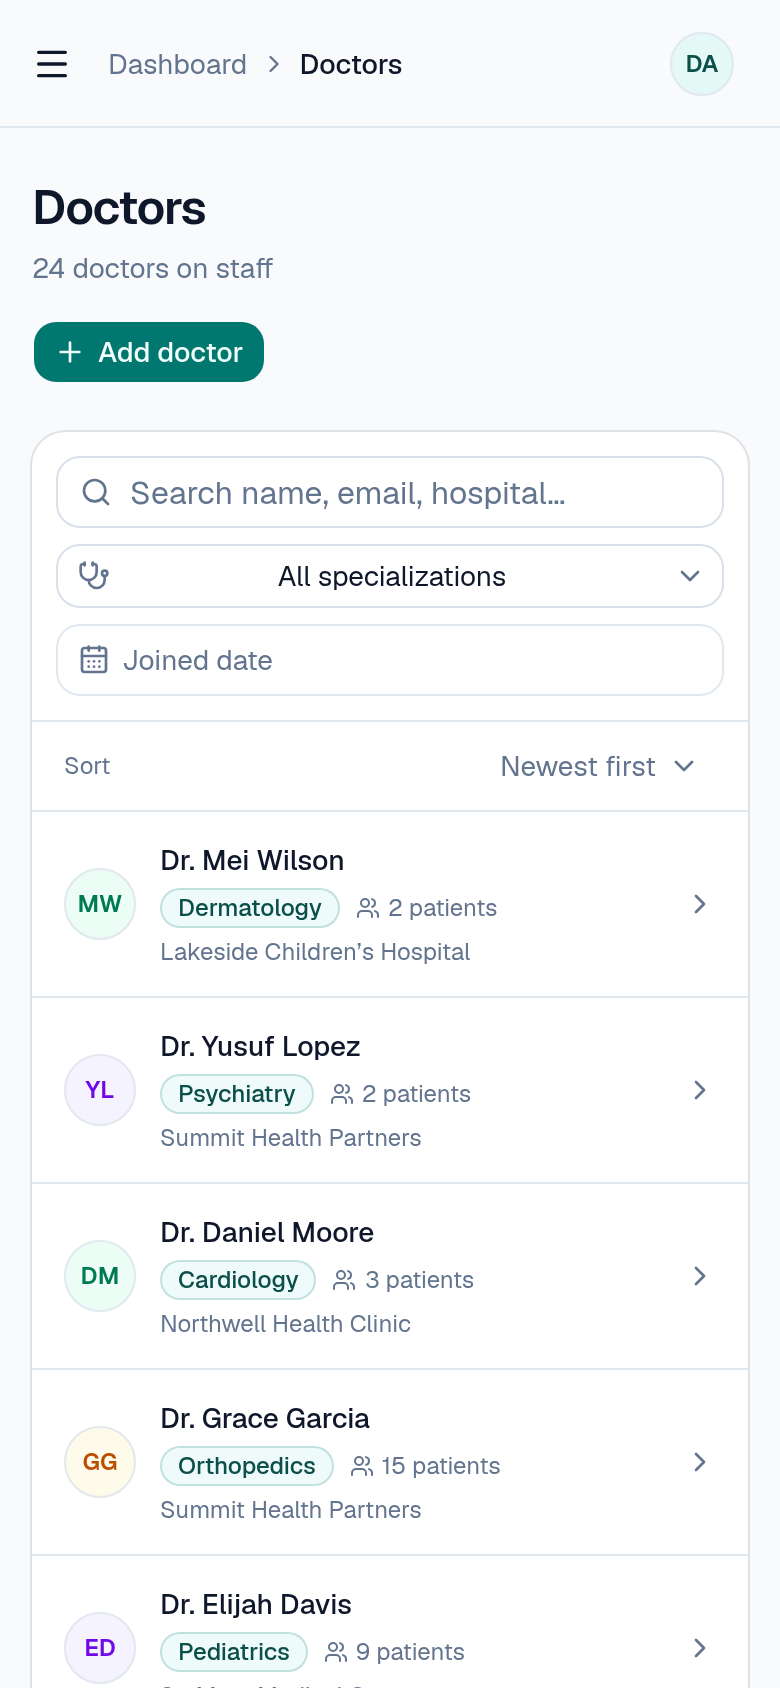 Dashboard > Doctors
DA
Doctors
24 doctors on staff
+ Add doctor
Search name, email, hospital...
All specializations
Joined date
Sort
Newest first
MW
Dr. Mei Wilson
Dermatology
2 patients
Lakeside Children’s Hospital
YL
Dr. Yusuf Lopez
Psychiatry
2 patients
Summit Health Partners
DM
Dr. Daniel Moore
Cardiology
3 patients
Northwell Health Clinic
GG
Dr. Grace Garcia
Orthopedics
15 patients
Summit Health Partners
ED
Dr. Elijah Davis
Pediatrics
9 patients